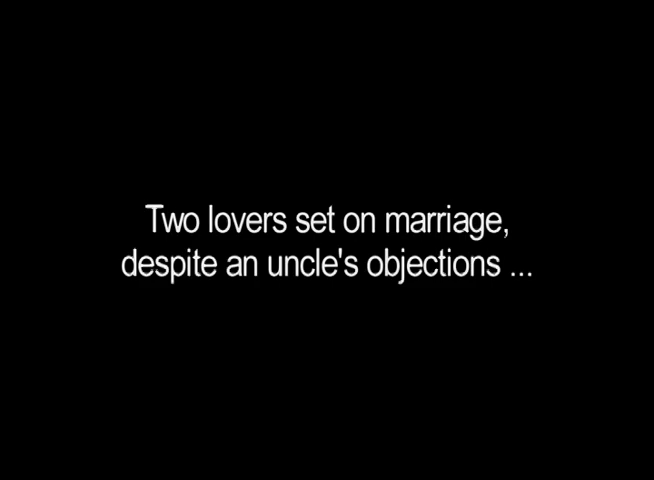 Two lovers set on marriage,
despite an uncle's objections ...